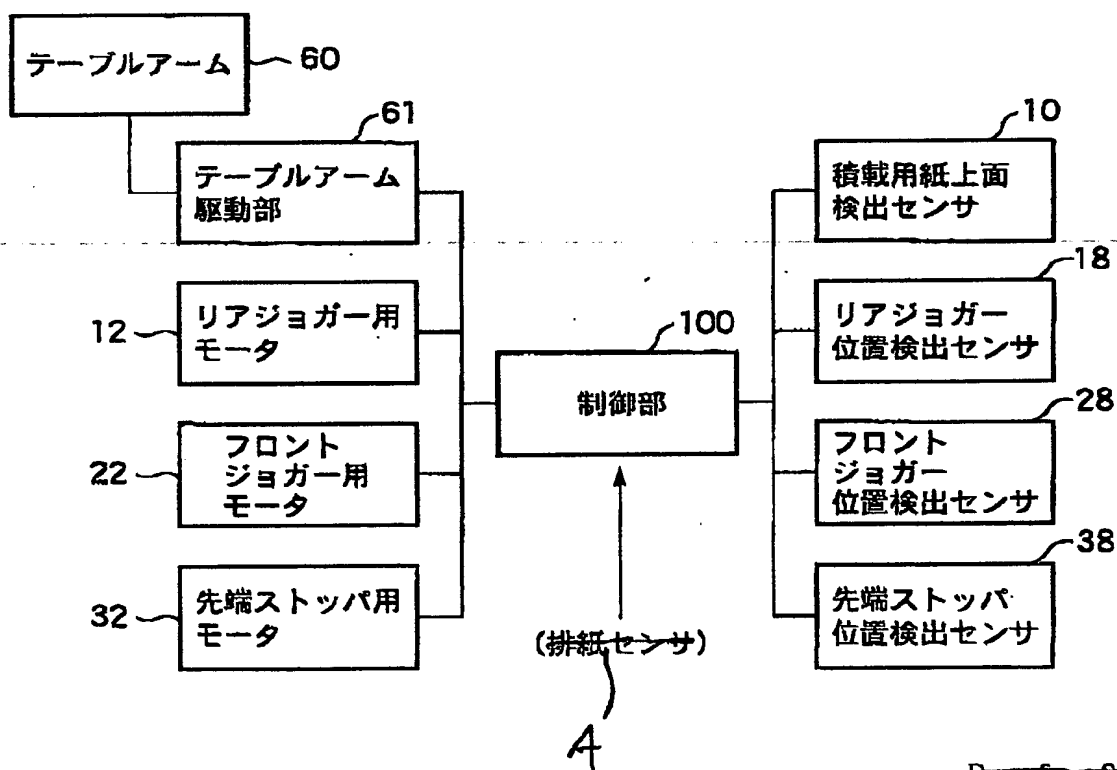 テーブルアーム
60
61
テーブルアーム
駆動部
10
積載用紙上面
検出センサ
12
リアジョガー用
モータ
18
リアジョガー
位置検出センサ
100
制御部
22
フロント
ジョガー用
モータ
28
フロント
ジョガー
位置検出センサ
32
先端ストッパ用
モータ
38
先端ストッパ
位置検出センサ
(排紙センサ)
A